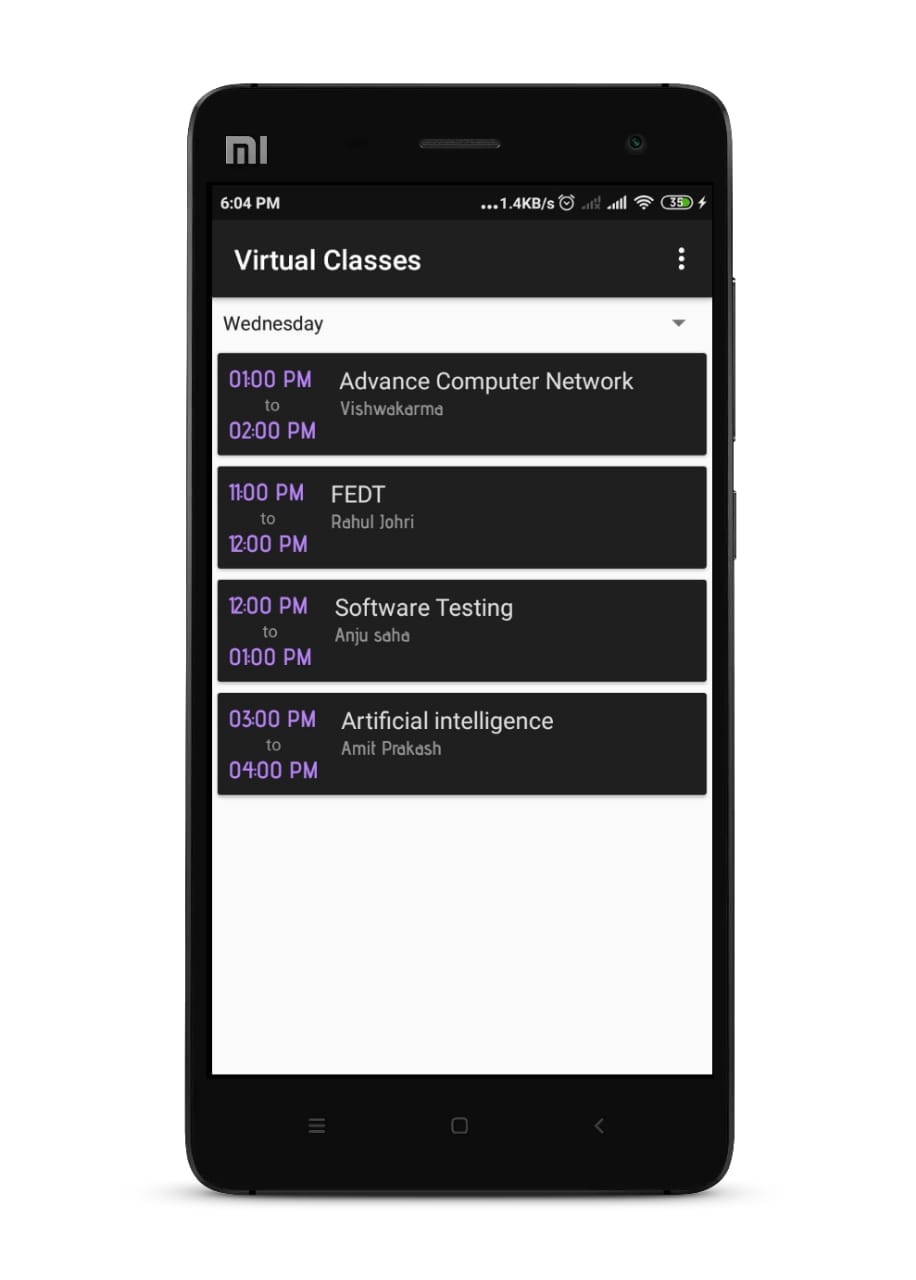 MI
6:04 PM ...1.4KB/s 35
Virtual Classes
Wednesday
01:00 PM
to
02:00 PM
Advance Computer Network
Vishwakarma
11:00 PM
to
12:00 PM
FEDT
Rahul Johri
12:00 PM
to
01:00 PM
Software Testing
Anju saha
03:00 PM
to
04:00 PM
Artificial intelligence
Amit Prakash